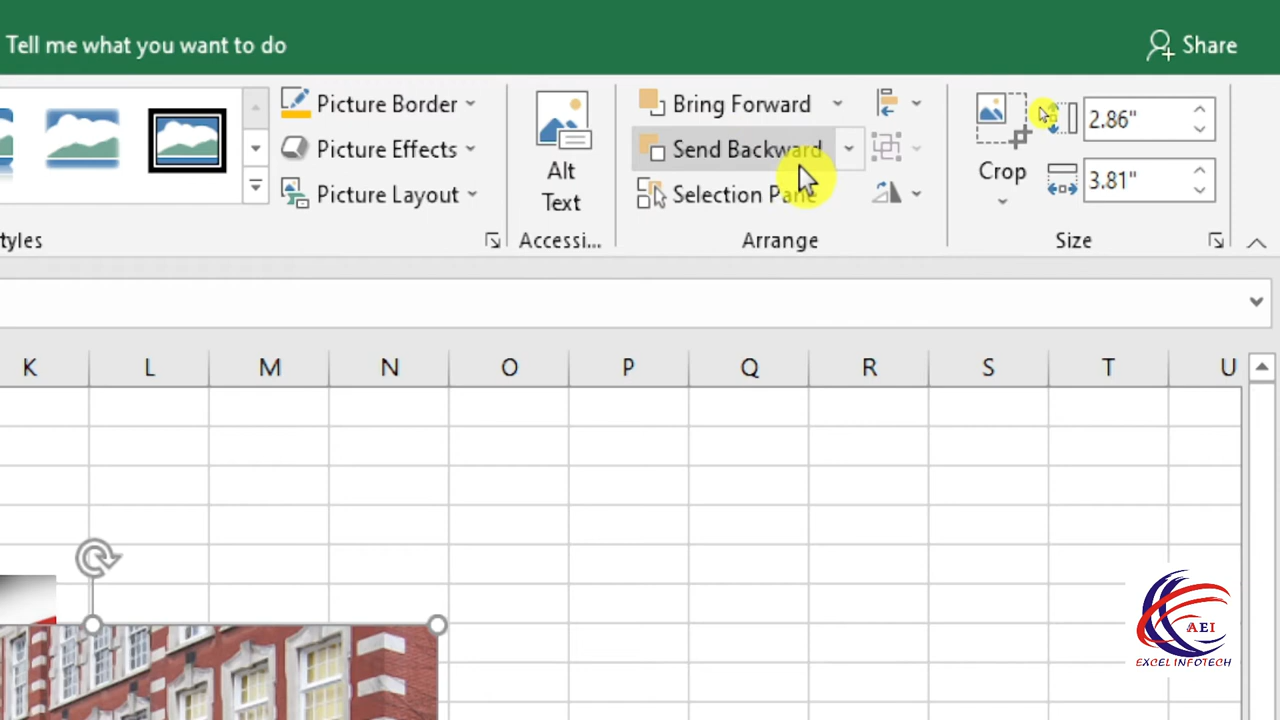 Tell me what you want to do
Share
Picture Border
Picture Effects
Picture Layout
Alt
Text
Bring Forward
Send Backward
Selection Pane
Crop
2.86"
3.81"
tyles
Accessi...
Arrange
Size
K L M N O P Q R S T U
AEI
EXCEL INFOTECH